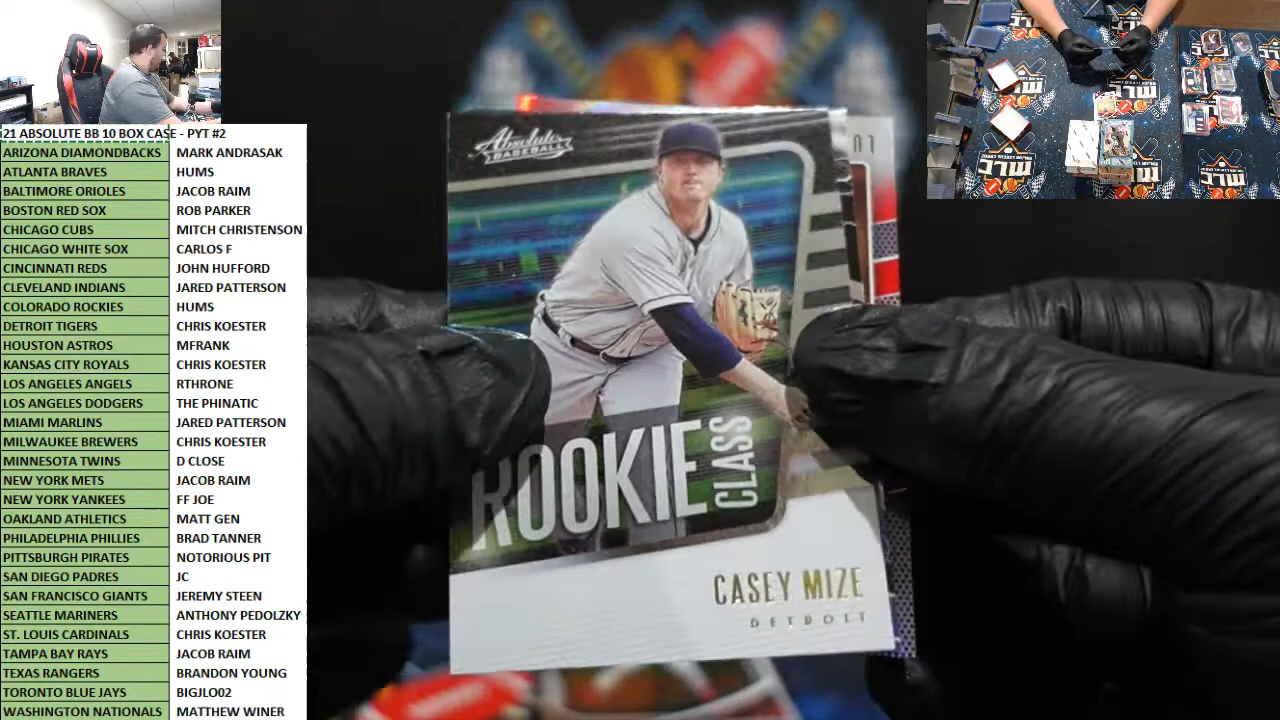 21 ABSOLUTE BB 10 BOX CASE - PYT #2
ARIZONA DIAMONDBACKS MARK ANDRASAK
ATLANTA BRAVES HUMS
BALTIMORE ORIOLES JACOB RAIM
BOSTON RED SOX ROB PARKER
CHICAGO CUBS MITCH CHRISTENSON
CHICAGO WHITE SOX CARLOS F
CINCINNATI REDS JOHN HUFFORD
CLEVELAND INDIANS JARED PATTERSON
COLORADO ROCKIES HUMS
DETROIT TIGERS CHRIS KOESTER
HOUSTON ASTROS MFRANK
KANSAS CITY ROYALS CHRIS KOESTER
LOS ANGELES ANGELS RTHRONE
LOS ANGELES DODGERS THE PHINATIC
MIAMI MARLINS JARED PATTERSON
MILWAUKEE BREWERS CHRIS KOESTER
MINNESOTA TWINS D CLOSE
NEW YORK METS JACOB RAIM
NEW YORK YANKEES FF JOE
OAKLAND ATHLETICS MATT GEN
PHILADELPHIA PHILLIES BRAD TANNER
PITTSBURGH PIRATES NOTORIOUS PIT
SAN DIEGO PADRES JC
SAN FRANCISCO GIANTS JEREMY STEEN
SEATTLE MARINERS ANTHONY PEDOLZKY
ST. LOUIS CARDINALS CHRIS KOESTER
TAMPA BAY RAYS JACOB RAIM
TEXAS RANGERS BRANDON YOUNG
TORONTO BLUE JAYS BIGJLO02
WASHINGTON NATIONALS MATTHEW WINER
Absolute
BASEBALL
ROOKIE
CLASS
CASEY MIZE
DETROIT
MLC
MLC
MLC
MLC